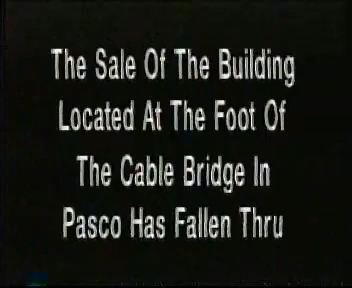 The Sale Of The Building
Located At The Foot Of
The Cable Bridge In
Pasco Has Fallen Thru